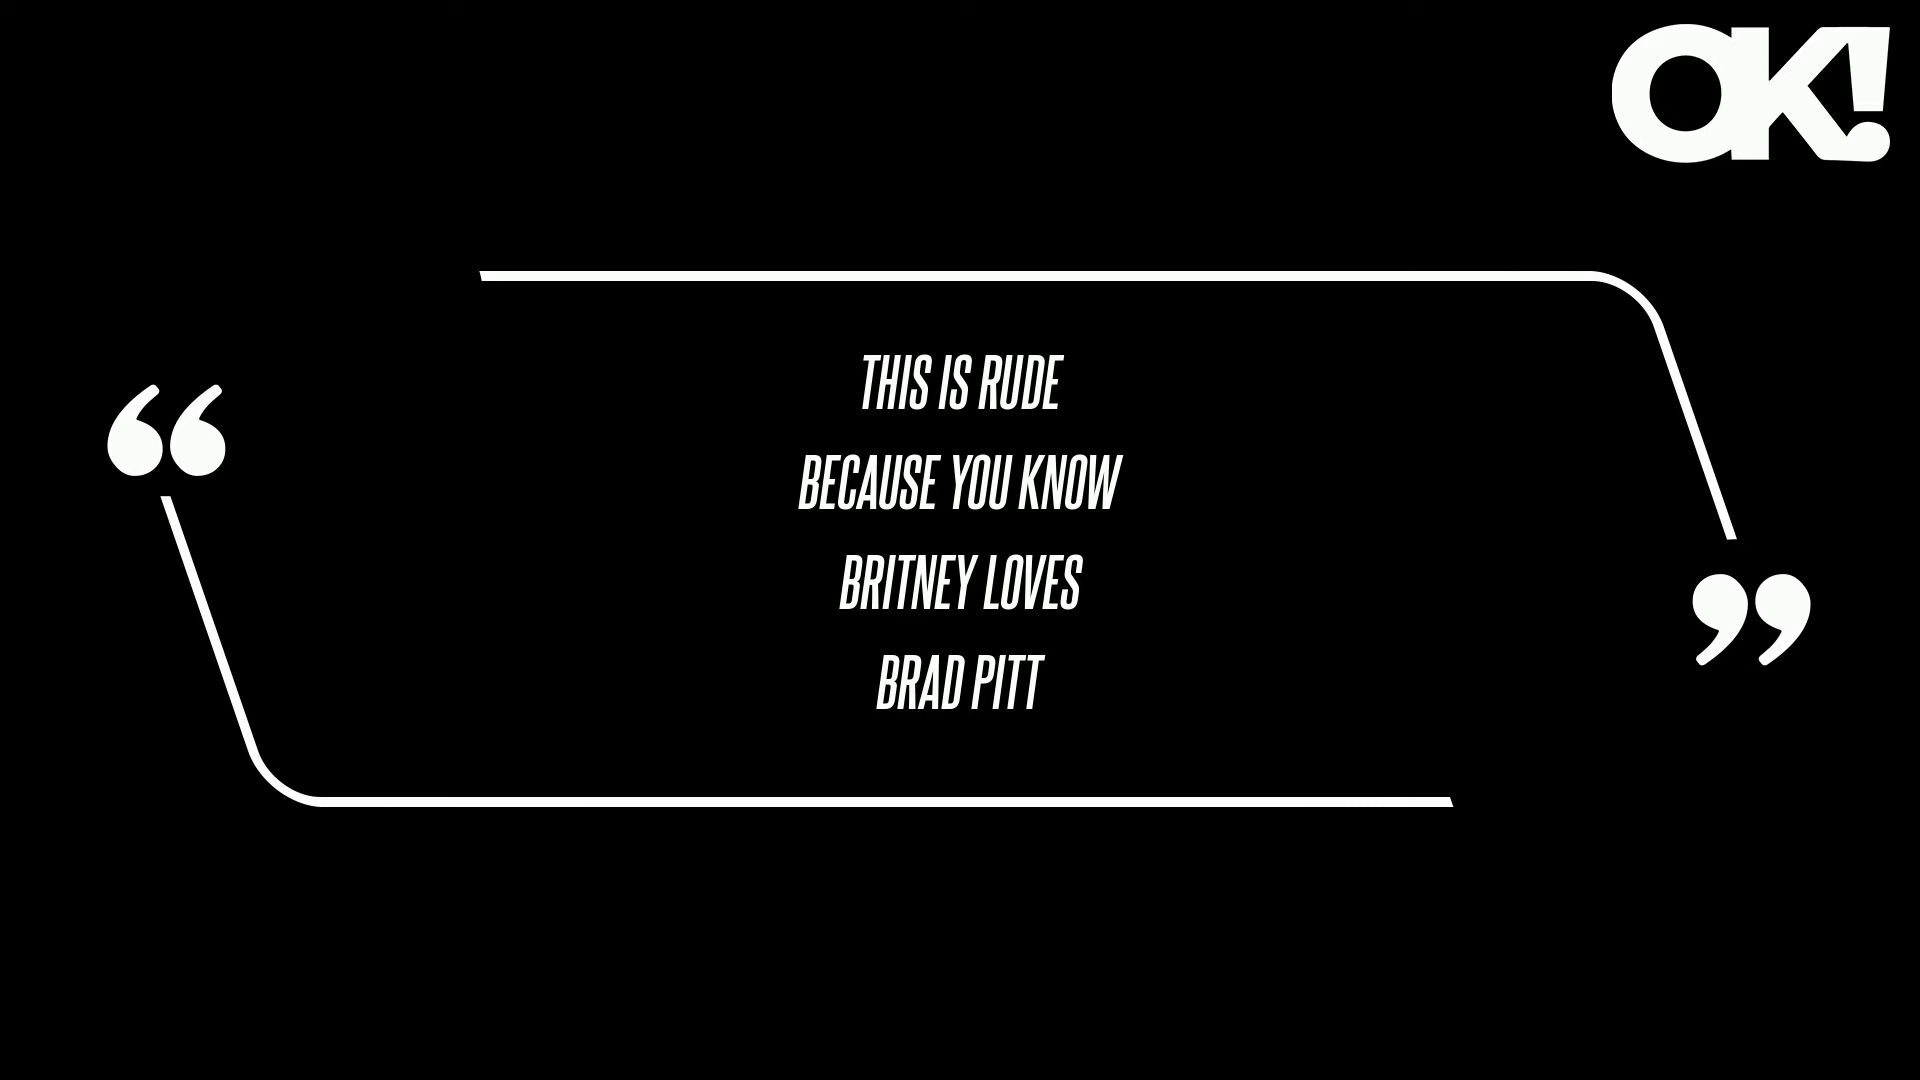 OK!
“
THIS IS RUDE
BECAUSE YOU KNOW
BRITNEY LOVES
BRAD PITT
”